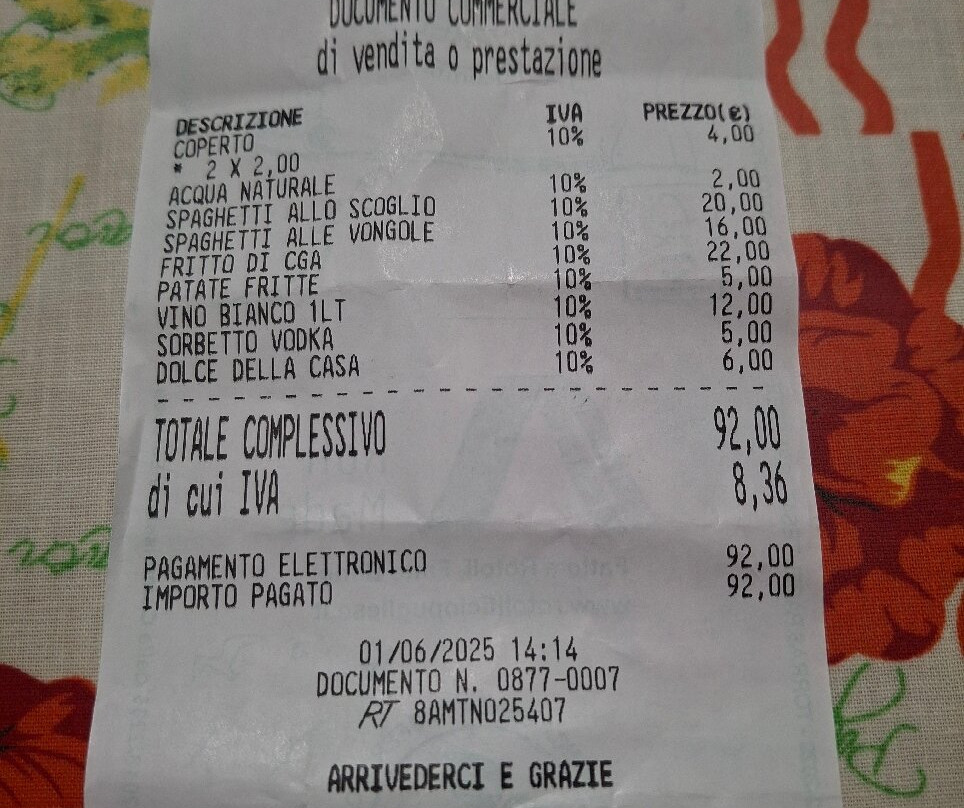 DOCUMENTO COMMERCIALE
di vendita o prestazione
DESCRIZIONE IVA PREZZO(€)
COPERTO 10% 4,00
* 2 X 2,00
ACQUA NATURALE 10% 2,00
SPAGHETTI ALLO SCOGLIO 10% 20,00
SPAGHETTI ALLE VONGOLE 10% 16,00
FRITTO DI CGA 10% 22,00
PATATE FRITTE 10% 5,00
VINO BIANCO 1LT 10% 12,00
SORBETTO VODKA 10% 5,00
DOLCE DELLA CASA 10% 6,00
TOTALE COMPLESSIVO 92,00
di cui IVA 8,36
PAGAMENTO ELETTRONICO 92,00
IMPORTO PAGATO 92,00
01/06/2025 14:14
DOCUMENTO N. 0877-0007
RT 8AMTN025407
ARRIVEDERCI E GRAZIE